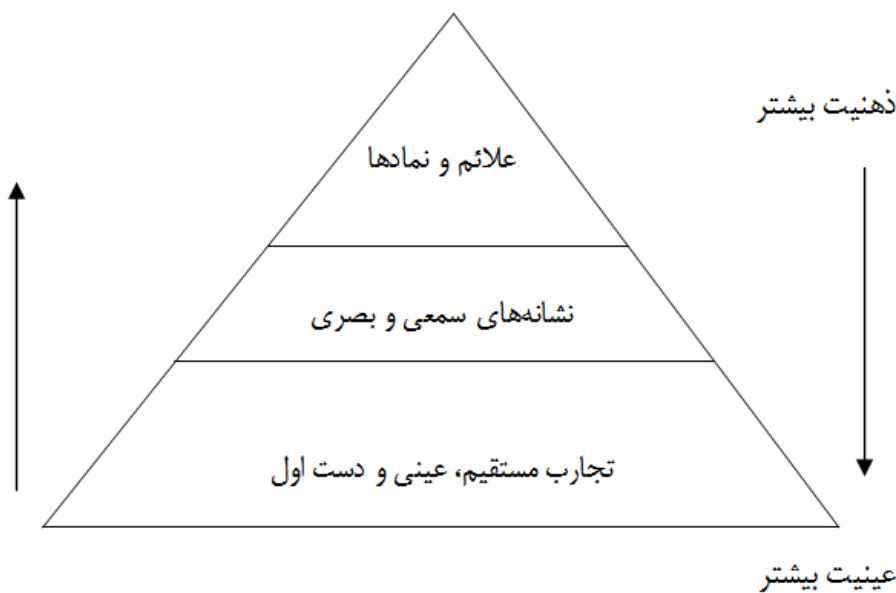 ذهنیت بیشتر
علائم و نمادها
نشانه‌های سمعی و بصری
تجارب مستقیم، عینی و دست اول
عینیت بیشتر